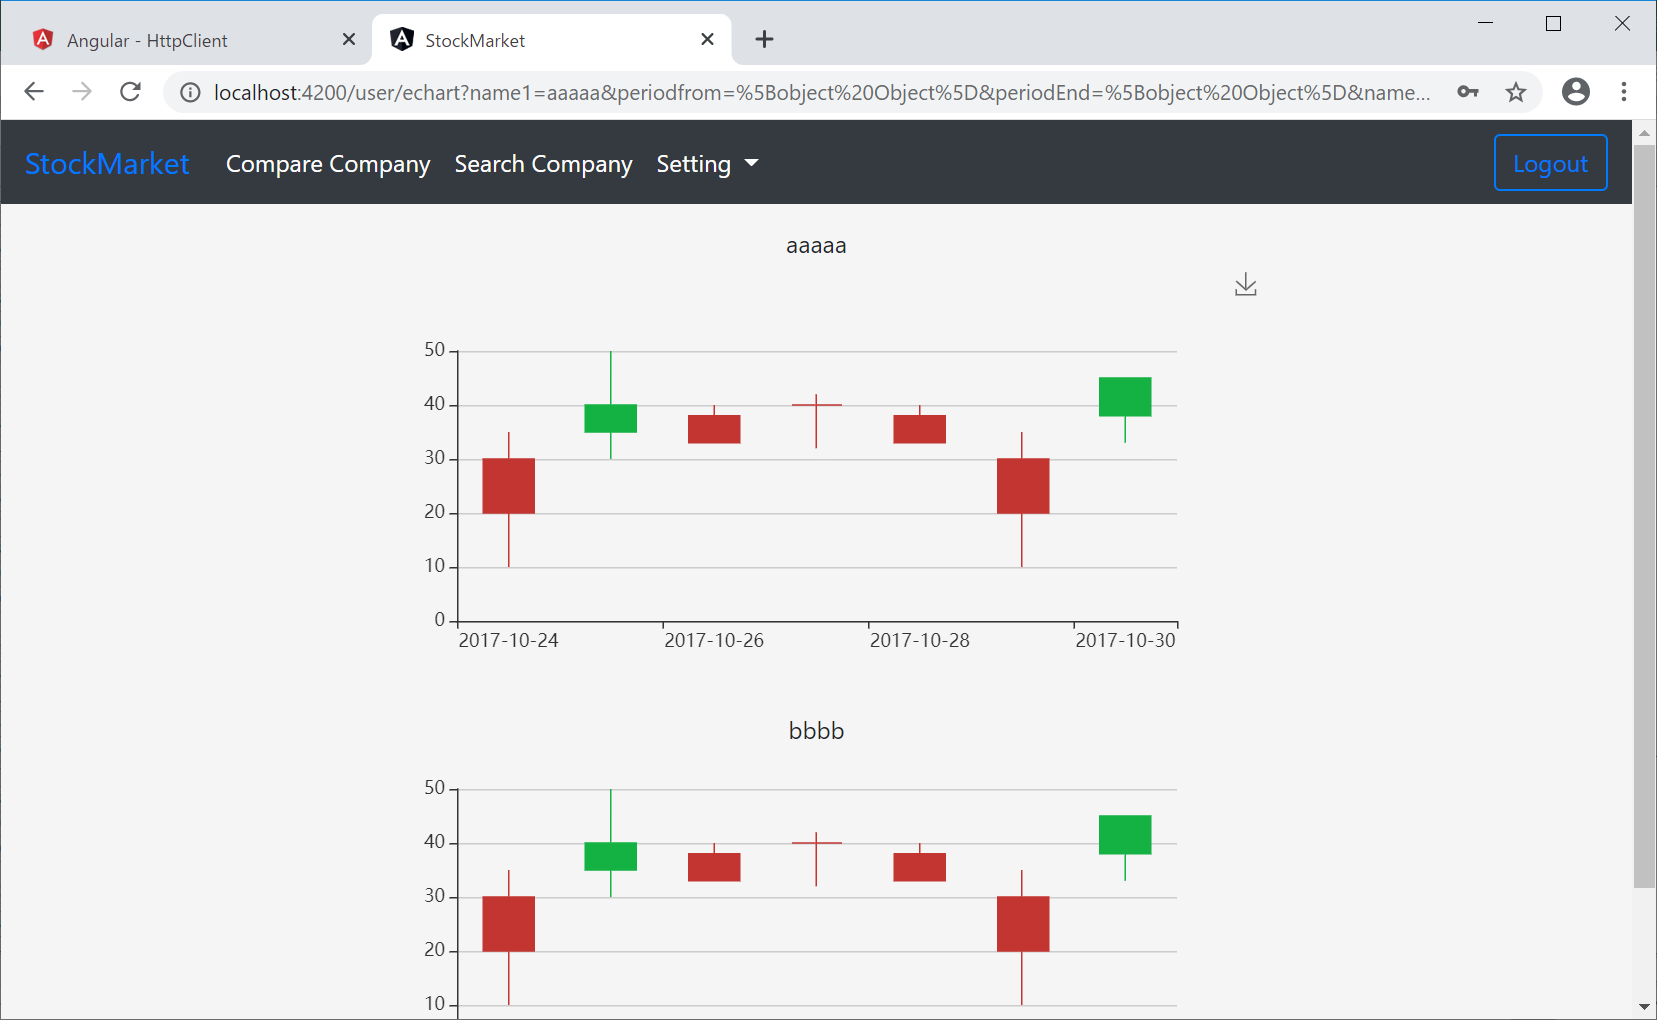 Angular - HttpClient
StockMarket
localhost:4200/user/echart?name1=aaaaa&periodfrom=%5Bobject%20Object%5D&periodEnd=%5Bobject%20Object%5D&name...
StockMarket Compare Company Search Company Setting Logout
aaaaa
50
40
30
20
10
0
2017-10-24 2017-10-26 2017-10-28 2017-10-30
bbbb
50
40
30
20
10